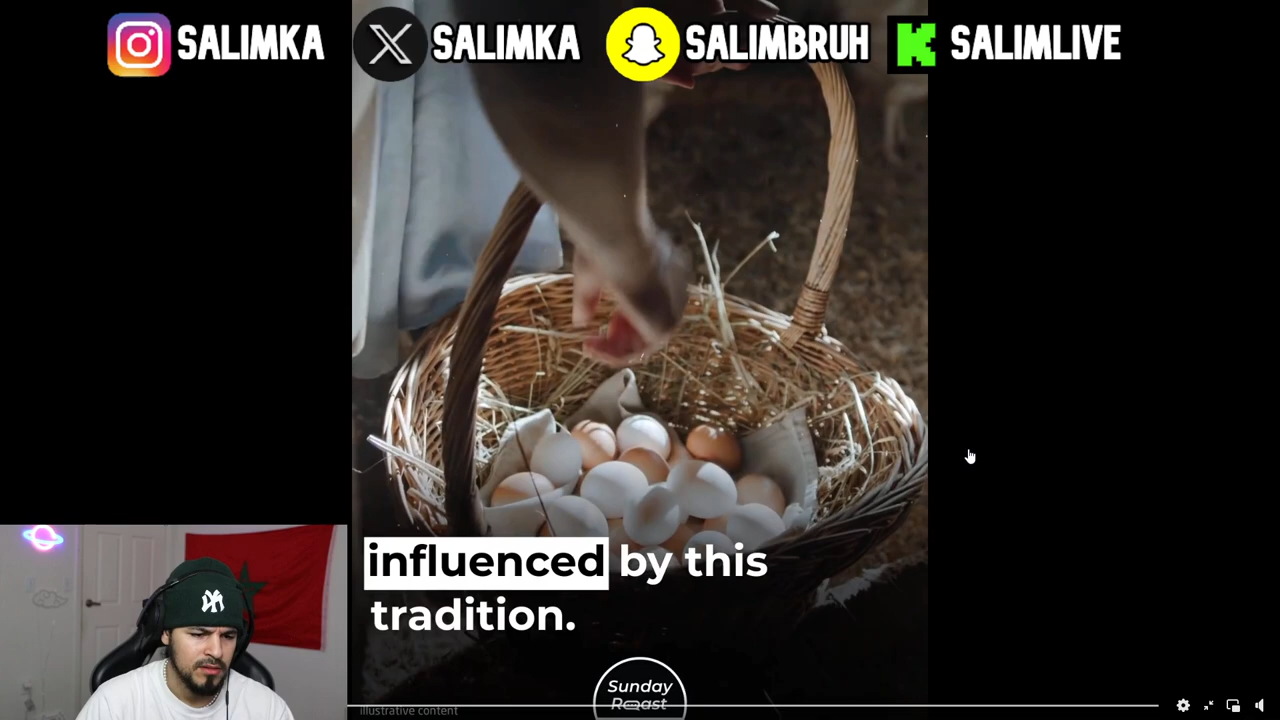 SALIMKA
SALIMKA
SALIMBRUH
SALIMLIVE
influenced by this
tradition.
Sunday
Roast
illustrative content